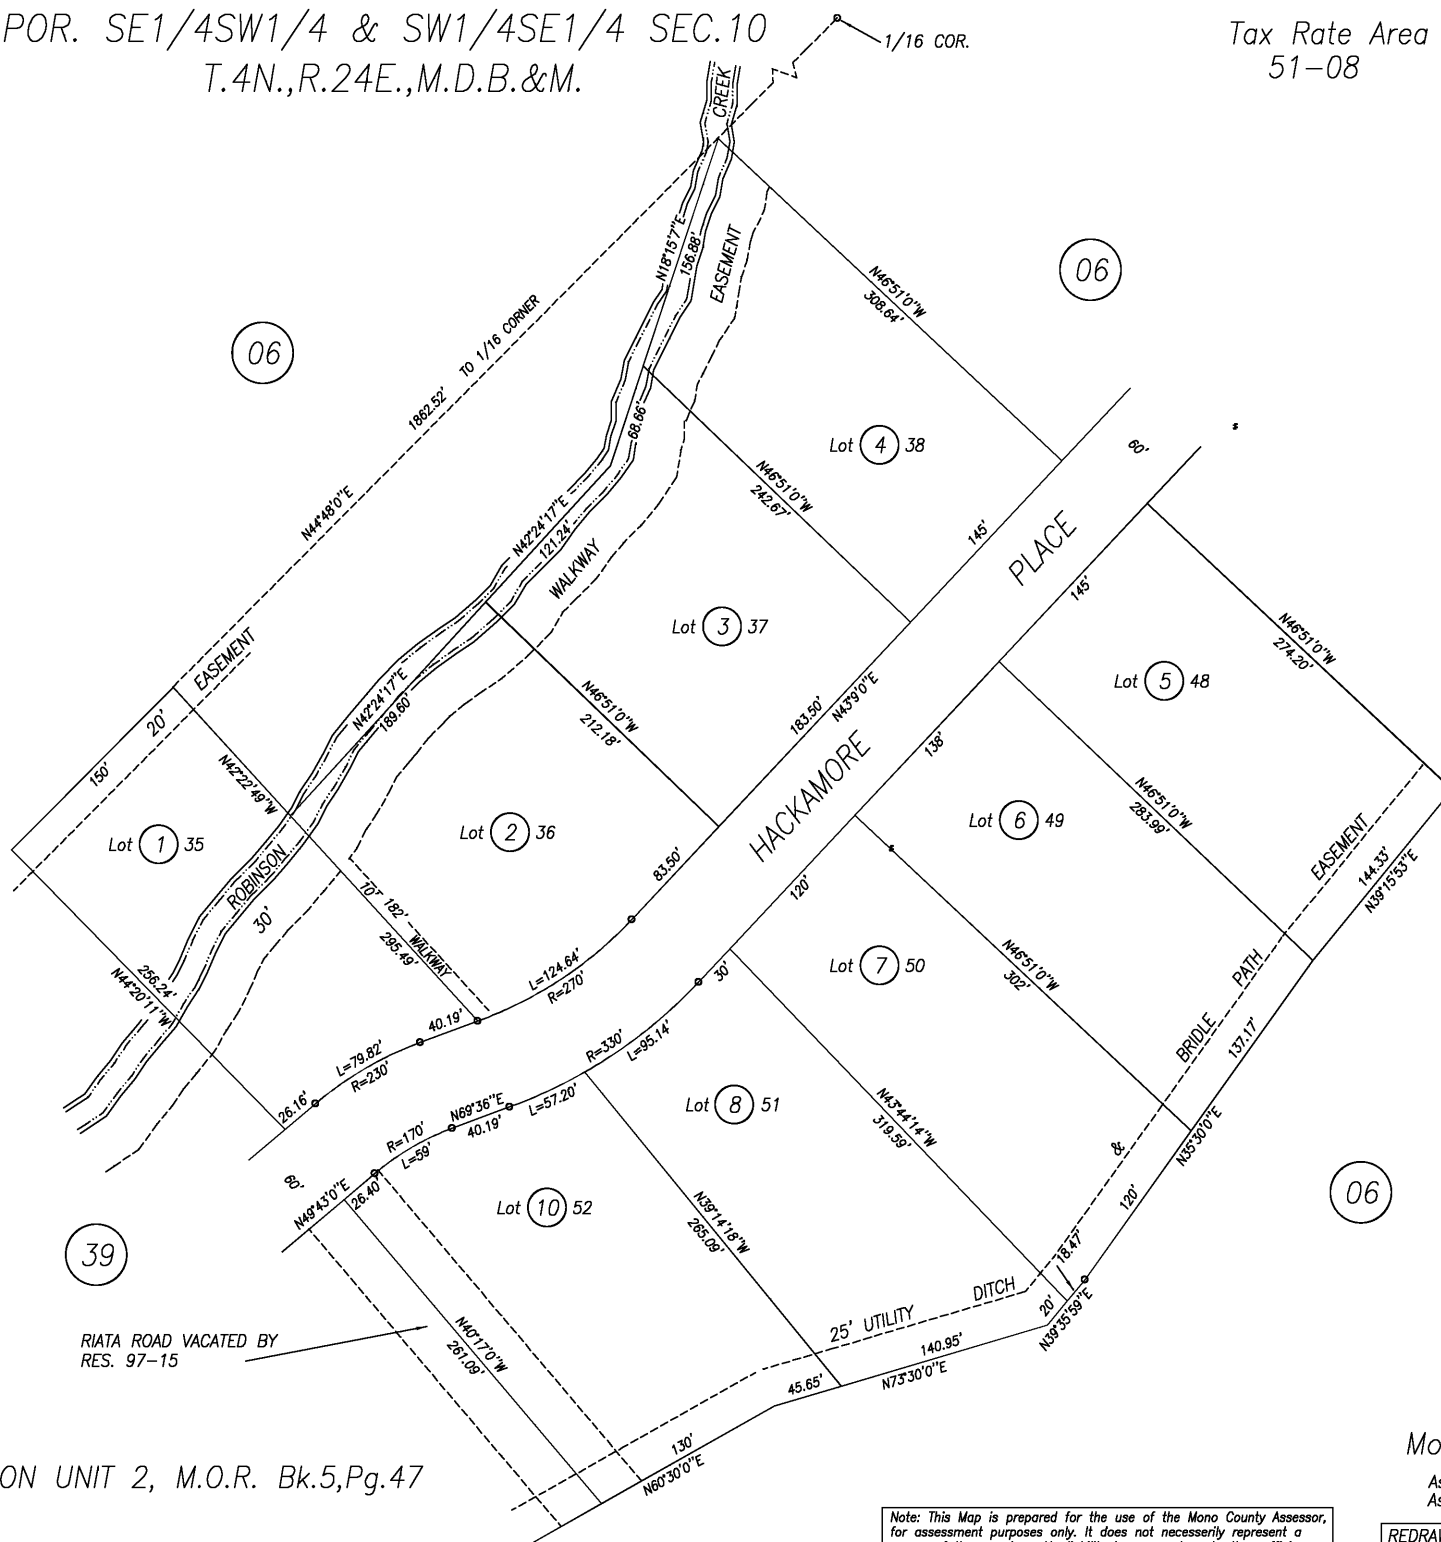 POR. SE1/4SW1/4 & SW1/4SE1/4 SEC.10
T.4N.,R.24E.,M.D.B.&M.
1/16 COR.
Tax Rate Area
51-08
CREEK
N18°15'7"E
156.88'
EASEMENT
N46°51'0"W
308.64'
06
06
1862.52' TO 1/16 CORNER
N44°48'0"E
68.66'
Lot 4 38
60'
s
N46°51'0"W
242.67'
145'
PLACE
N42°24'17"E
121.24'
WALKWAY
145'
Lot 3 37
N46°51'0"W
274.20'
EASEMENT
20'
150'
N42°24'17"E
189.60'
N46°51'0"W
212.18'
183.50'
N43°9'0"E
Lot 5 48
138'
HACKAMORE
N42°22'49"W
Lot 1 35
Lot 2 36
Lot 6 49
N46°51'0"W
283.99'
s
EASEMENT
144.33'
N39°15'53"E
ROBINSON
30'
83.50'
120'
TO 182'
WALKWAY
295.49'
256.24'
N44°20'11"W
L=124.64'
R=270'
30'
Lot 7 50
N46°51'0"W
302'
PATH
BRIDLE
137.17'
40.19'
L=79.82'
R=230'
R=330'
L=95.14'
26.16'
N69°36"E
40.19'
L=57.20'
Lot 8 51
N43°44'14"W
319.59'
&
N35°30'0"E
R=170'
L=59'
60'
N49°43'0"E
26.40'
Lot 10 52
N39°14'18"W
265.09'
120'
06
39
18.47'
20'
N39°35'59"E
DITCH
25' UTILITY
RIATA ROAD VACATED BY
RES. 97-15
N40°17'0"W
261.09'
140.95'
N73°30'0"E
45.65'
130'
N60°30'0"E
ON UNIT 2, M.O.R. Bk.5,Pg.47
Mo
As
As
Note: This Map is prepared for the use of the Mono County Assessor,
for assessment purposes only. It does not necesserily represent a
REDRAW